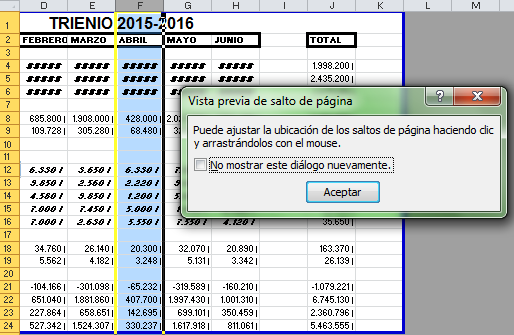 D E F G H I J K
1 TRIENIO 2015-2016
2 FEBRERO MARZO ABRIL MAYO JUNIO TOTAL
3
4 ##### ##### ##### ##### ##### 1.998.200
5 ##### ##### ##### ##### ##### 2.435.200
6 ##### ##### ##### ##### #####
7
8 685.800 1.908.000 428.000
9 109.728 305.280 68.480
10
11
12 6.330 3.650 6.330
13 9.850 2.560 2.220
14 4.580 9.850 1.200
15 7.000 7.450 5.000
16 7.000 2.630 5.550 7.350 4.120 35.650
17
18 34.760 26.140 20.300 32.070 20.890 163.370
19 5.562 4.182 3.248 5.131 3.342 26.139
20
21 -104.166 -301.098 -65.232 -319.589 -160.210 -1.079.221
22 651.040 1.881.860 407.700 1.997.430 1.001.310 6.745.130
23 227.864 658.651 142.695 699.101 350.459 2.360.796
24 527.342 1.524.307 330.237 1.617.918 811.061 5.463.555
Vista previa de salto de página
Puede ajustar la ubicación de los saltos de página haciendo clic
y arrastrándolos con el mouse.
No mostrar este diálogo nuevamente.
Aceptar